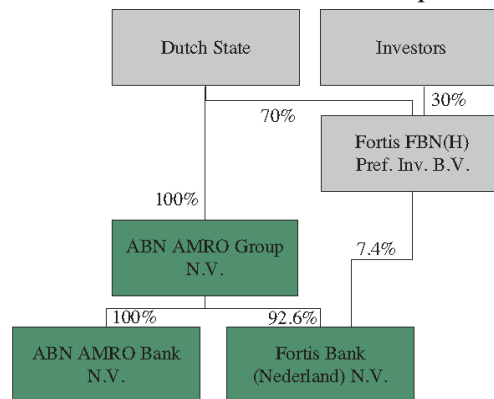 Dutch State
Investors
30%
70%
Fortis FBN(H)
Pref. Inv. B.V.
100%
ABN AMRO Group
N.V.
7.4%
100%
92.6%
ABN AMRO Bank
N.V.
Fortis Bank
(Nederland) N.V.